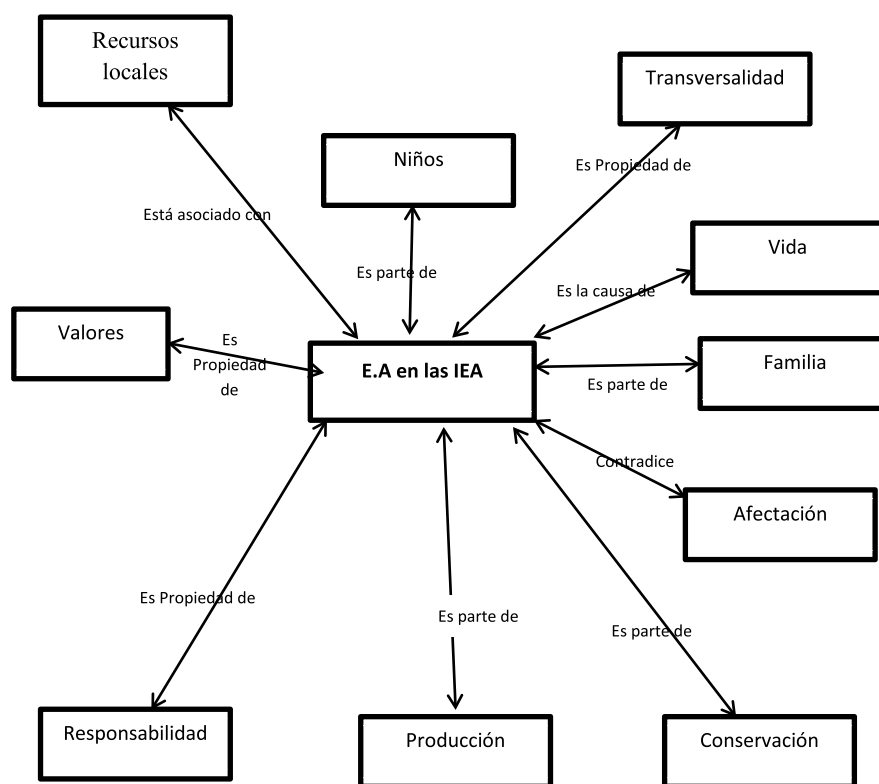 Recursos
locales
Transversalidad
Niños
Es Propiedad de
Está asociado con
Vida
Es parte de
Es la causa de
Valores
Es
Propiedad
de
E.A en las IEA
Familia
Es parte de
Contradice
Afectación
Es Propiedad de
Es parte de
Es parte de
Responsabilidad
Producción
Conservación